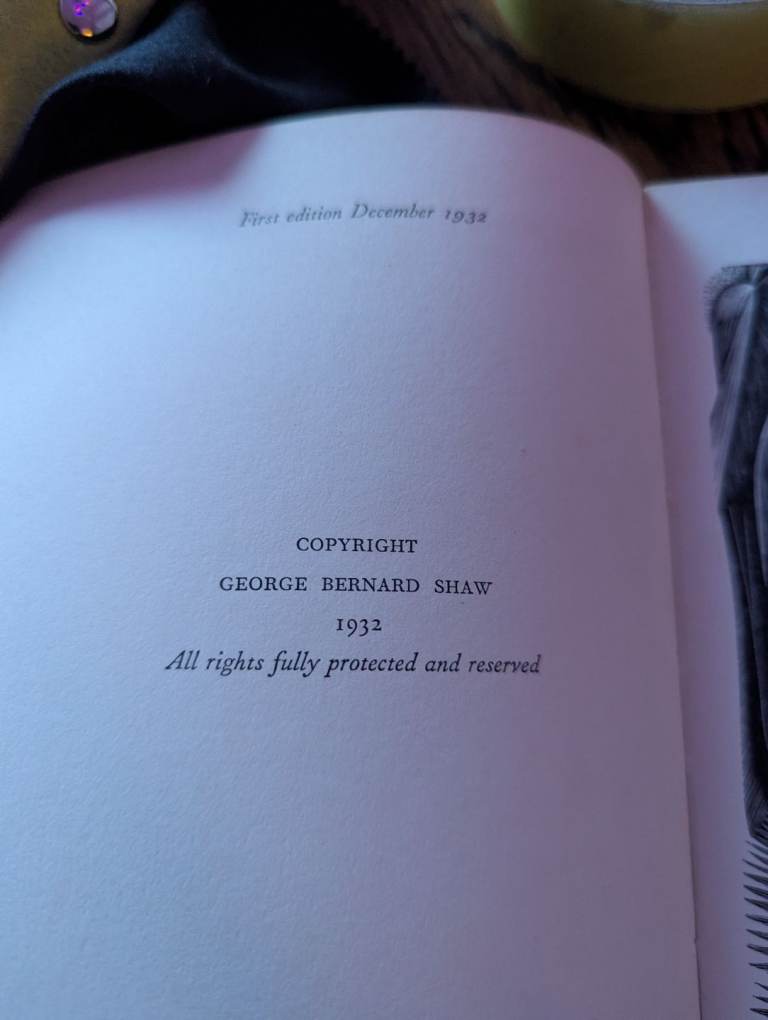 First edition December 1932
COPYRIGHT
GEORGE BERNARD SHAW
1932
All rights fully protected and reserved